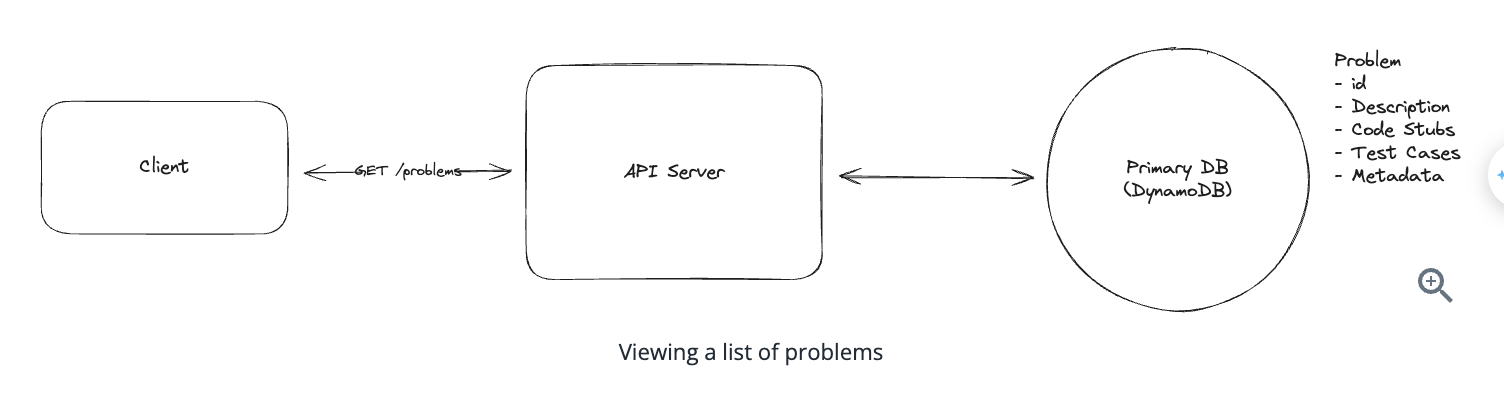 Client
GET /problems
API Server
Primary DB
(DynamoDB)
Problem
- id
- Description
- Code Stubs
- Test Cases
- Metadata
Viewing a list of problems